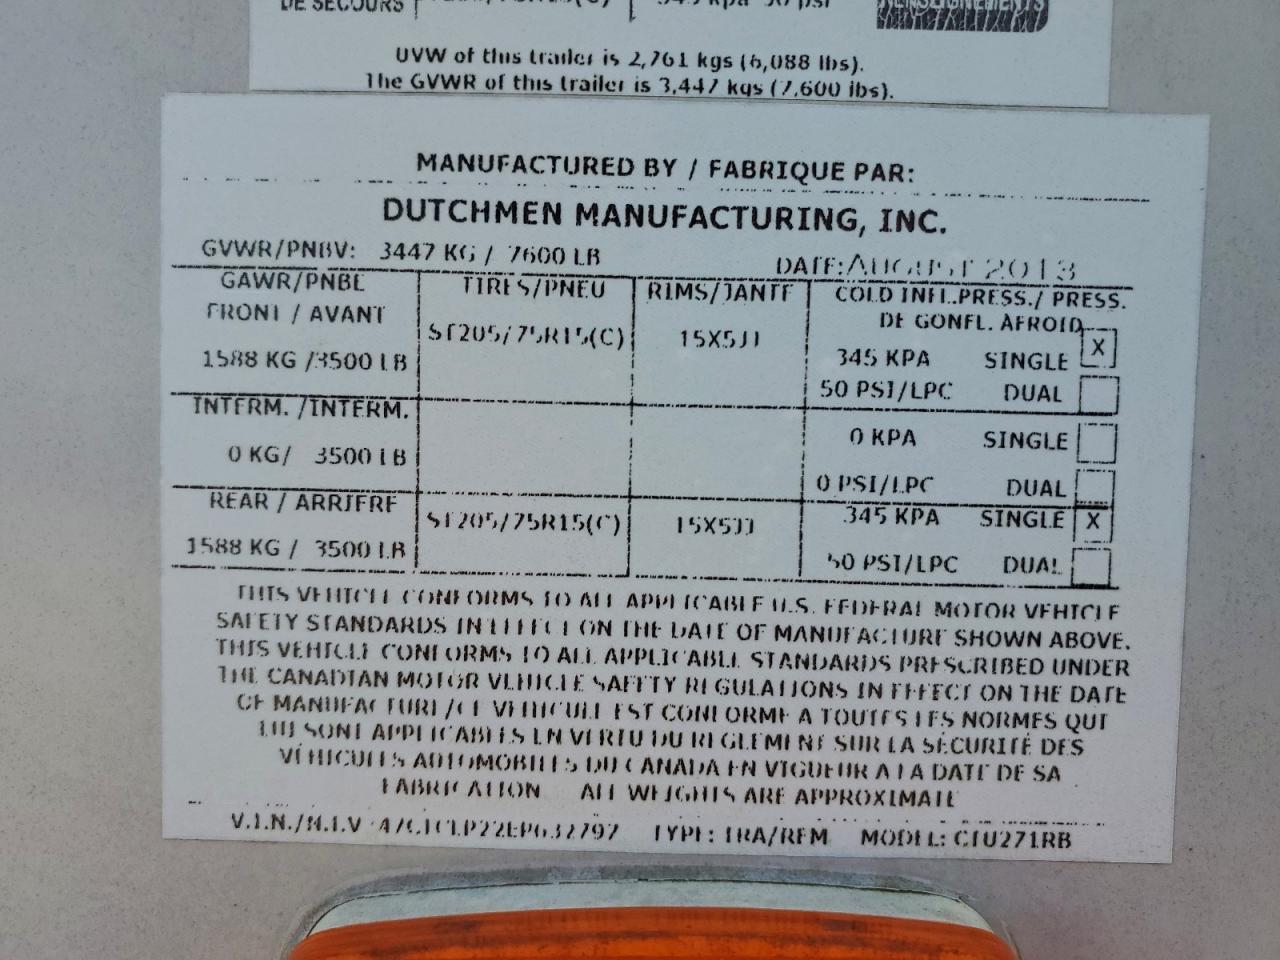 DE SECOURS 345 kpa 50 psi
RENSEIGNEMENTS
UVW of this trailer is 2,761 kgs (6,088 lbs).
The GVWR of this trailer is 3,447 kgs (7,600 lbs).
MANUFACTURED BY / FABRIQUE PAR:
DUTCHMEN MANUFACTURING, INC.
GVWR/PNBV: 3447 KG / 7600 LB DATE: AUGUST 2013
GAWR/PNBE TIRES/PNEU RIMS/JANTE COLD INFL.PRESS./ PRESS.
FRONT / AVANT DE GONFL. A FROID
ST205/75R15(C) 15X5JJ
1588 KG /3500 LB 345 KPA SINGLE X
50 PSI/LPC DUAL
INTERM. /INTERM.
0 KPA SINGLE
0 KG/ 3500 LB
0 PSI/LPC DUAL
REAR / ARRIERE
ST205/75R15(C) 15X5JJ 345 KPA SINGLE X
1588 KG / 3500 LB
50 PSI/LPC DUAL
THIS VEHICLE CONFORMS TO ALL APPLICABLE U.S. FEDERAL MOTOR VEHICLE
SAFETY STANDARDS IN EFFECT ON THE DATE OF MANUFACTURE SHOWN ABOVE.
THIS VEHICLE CONFORMS TO ALL APPLICABLE STANDARDS PRESCRIBED UNDER
THE CANADIAN MOTOR VEHICLE SAFETY REGULATIONS IN EFFECT ON THE DATE
OF MANUFACTURE /CE VEHICULE EST CONFORME A TOUTES LES NORMES QUI
LUI SONT APPLICABLES EN VERTU DU REGLEMENT SUR LA SÉCURITÉ DES
VÉHICULES AUTOMOBILES DU CANADA EN VIGUEUR A LA DATE DE SA
FABRICATION ALL WEIGHTS ARE APPROXIMATE
V.I.N./N.I.V TYPE: TRA/REM MODEL: CTU271RB